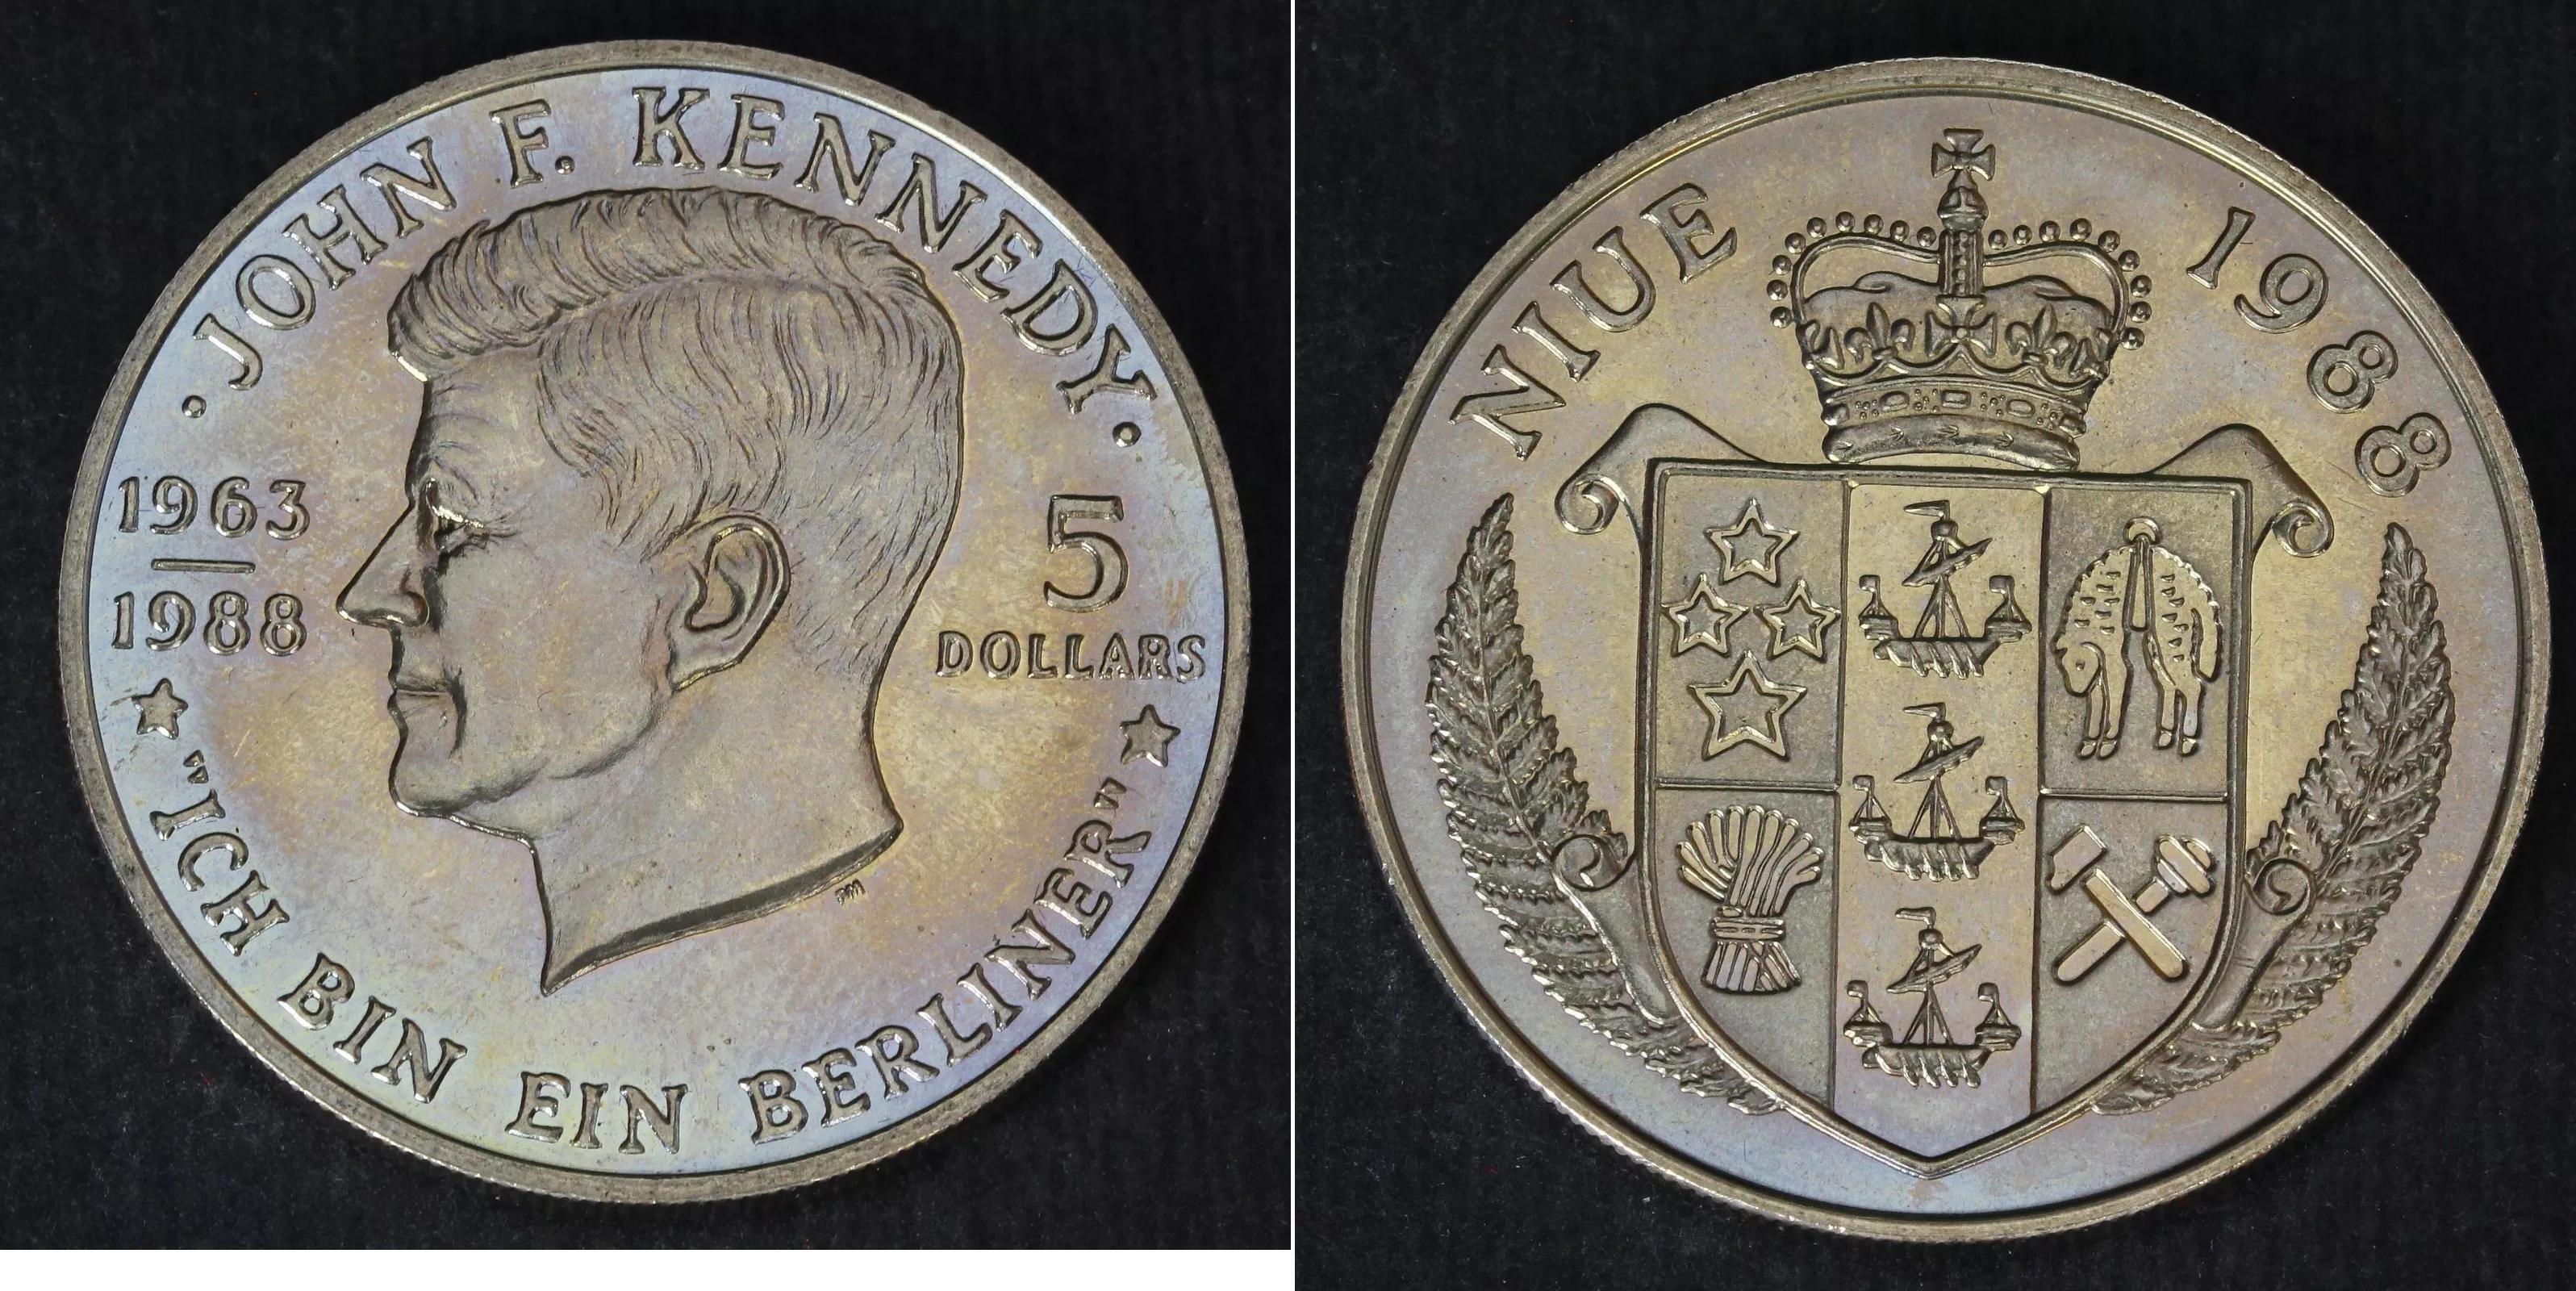 ·JOHN F. KENNEDY·
1963
1988
5
DOLLARS
"ICH BIN EIN BERLINER"
NIUE 1988